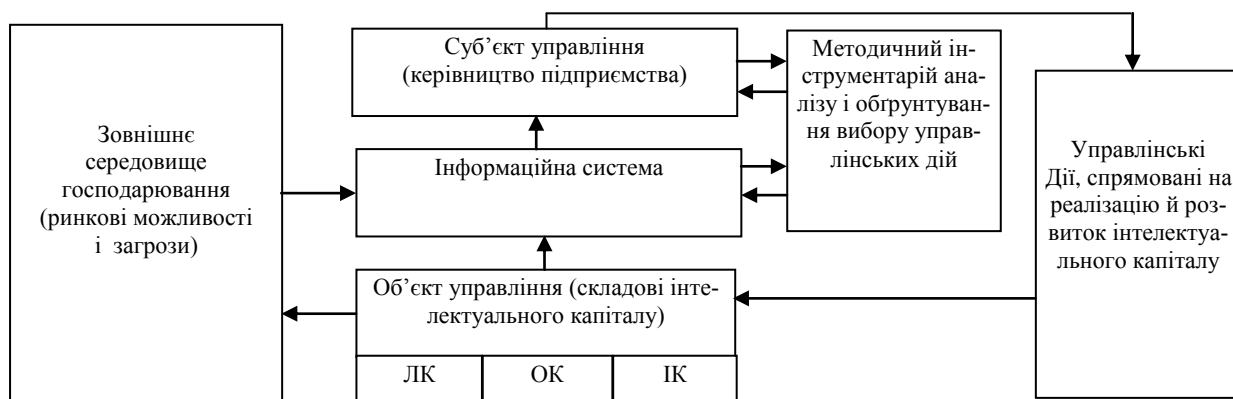 Зовнішнє
середовище
господарювання
(ринкові можливості
і загрози)
Суб’єкт управління
(керівництво підприємства)
Інформаційна система
Об’єкт управління (складові інте-
лектуального капіталу)
ЛК
ОК
ІК
Методичний ін-
струментарій ана-
лізу і обґрунтуван-
ня вибору управ-
лінських дій
Управлінські
Дії, спрямовані на
реалізацію й роз-
виток інтелектуа-
льного капіталу